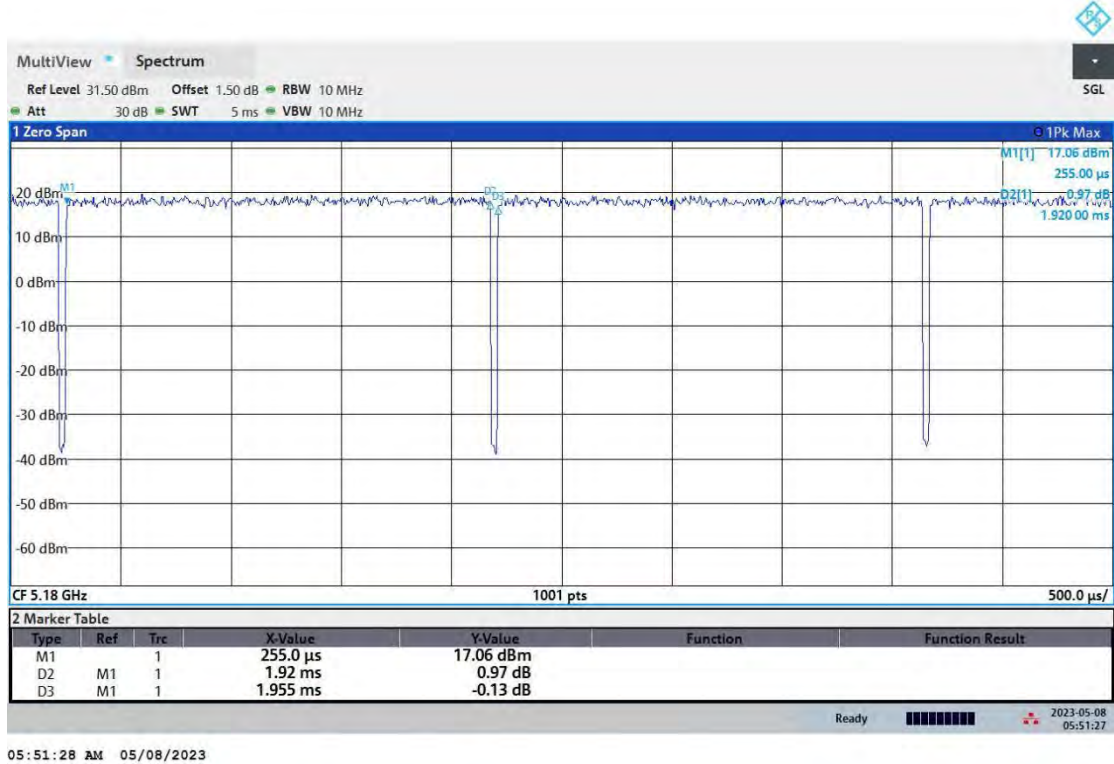 R S
MultiView Spectrum
Ref Level 31.50 dBm Offset 1.50 dB RBW 10 MHz
SGL
Att 30 dB SWT 5 ms VBW 10 MHz
1 Zero Span 1Pk Max
M1[1] 17.06 dBm
255.00 µs
20 dBm M1 D2 D3 D2[1] 0.97 dB
1.920 00 ms
10 dBm
0 dBm
-10 dBm
-20 dBm
-30 dBm
-40 dBm
-50 dBm
-60 dBm
CF 5.18 GHz 1001 pts 500.0 µs/
2 Marker Table
Type Ref Trc X-Value Y-Value Function Function Result
M1 1 255.0 µs 17.06 dBm
D2 M1 1 1.92 ms 0.97 dB
D3 M1 1 1.955 ms -0.13 dB
Ready 2023-05-08
05:51:27
05:51:28 AM 05/08/2023